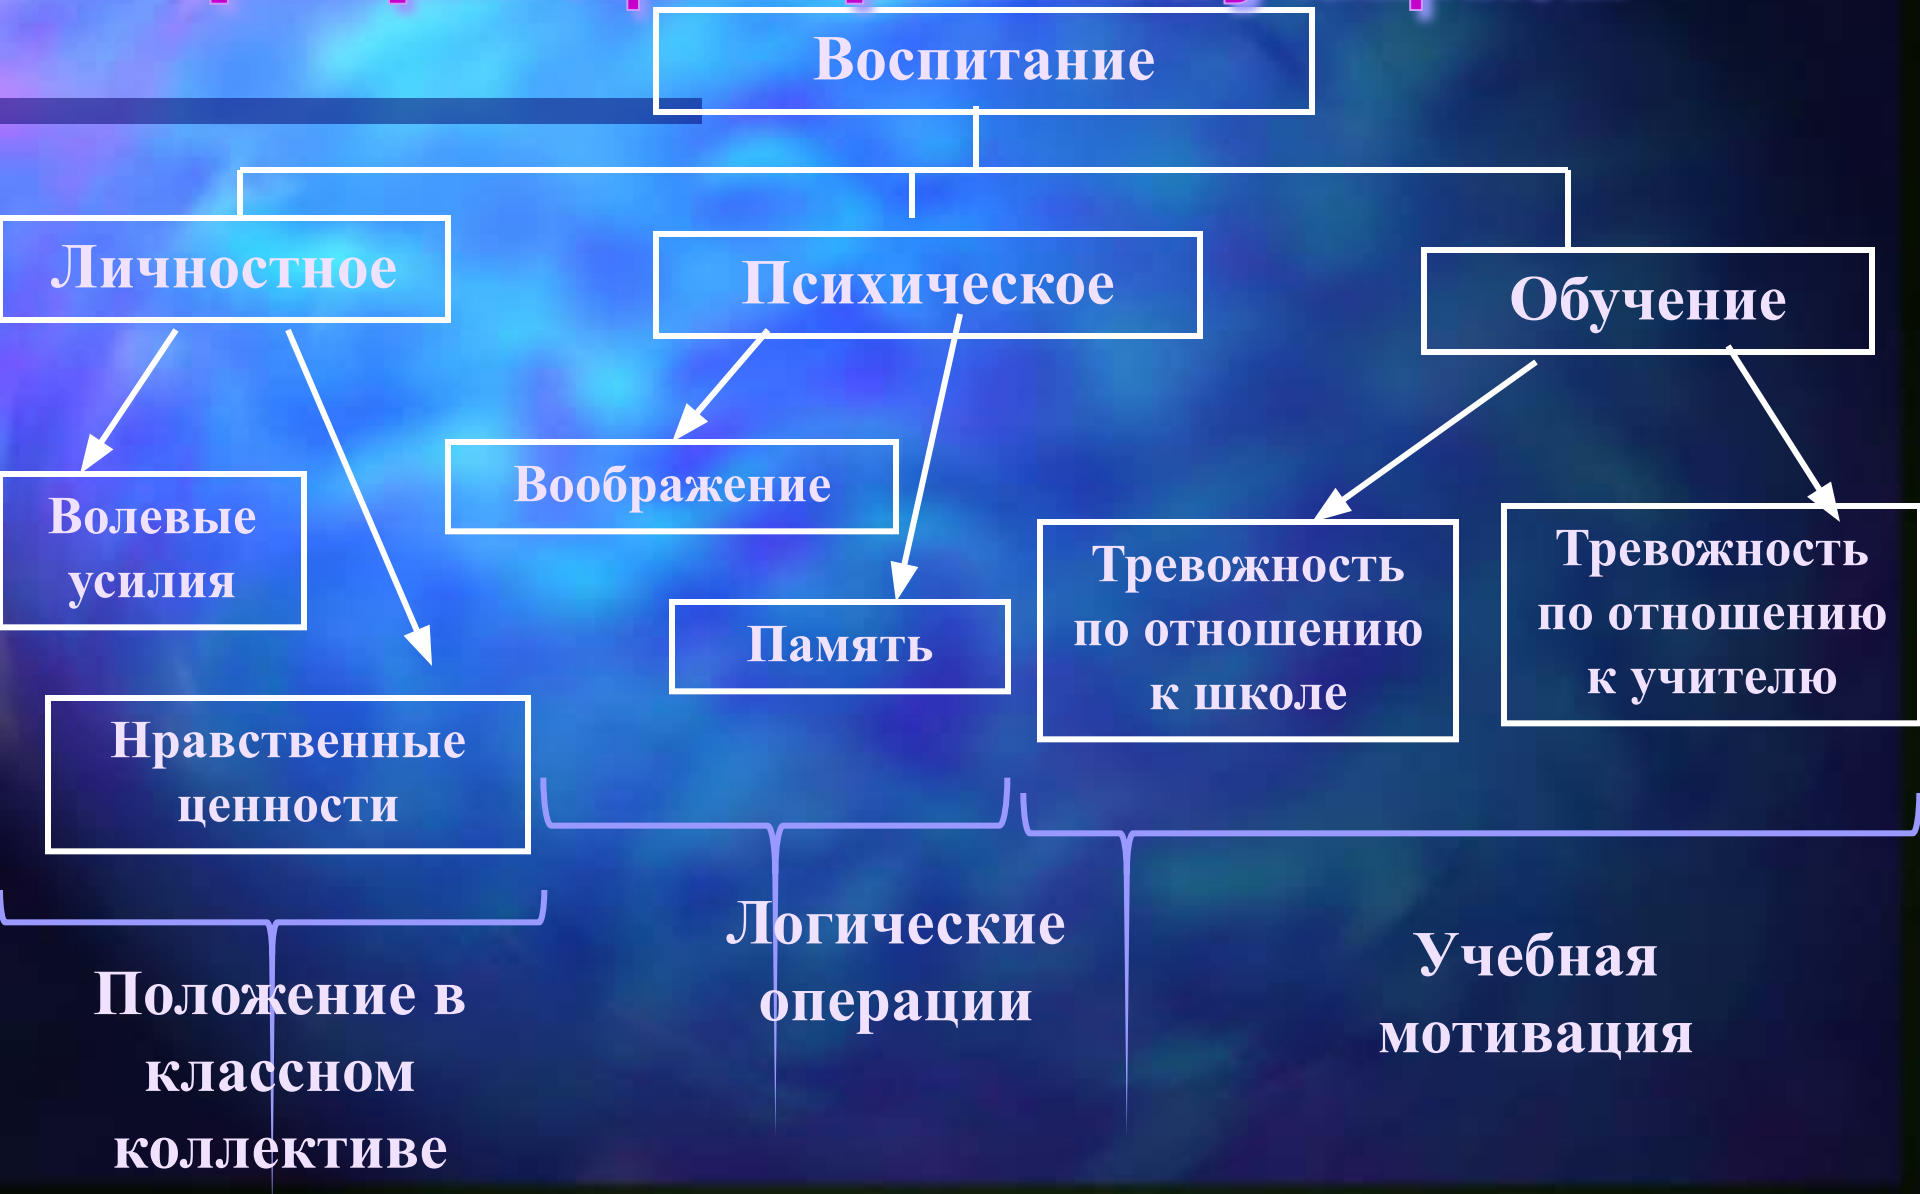 Воспитание
Личностное
Психическое
Обучение
Волевые
усилия
Воображение
Нравственные
ценности
Память
Тревожность
по отношению
к школе
Тревожность
по отношению
к учителю
Положение в
классном
коллективе
Логические
операции
Учебная
мотивация